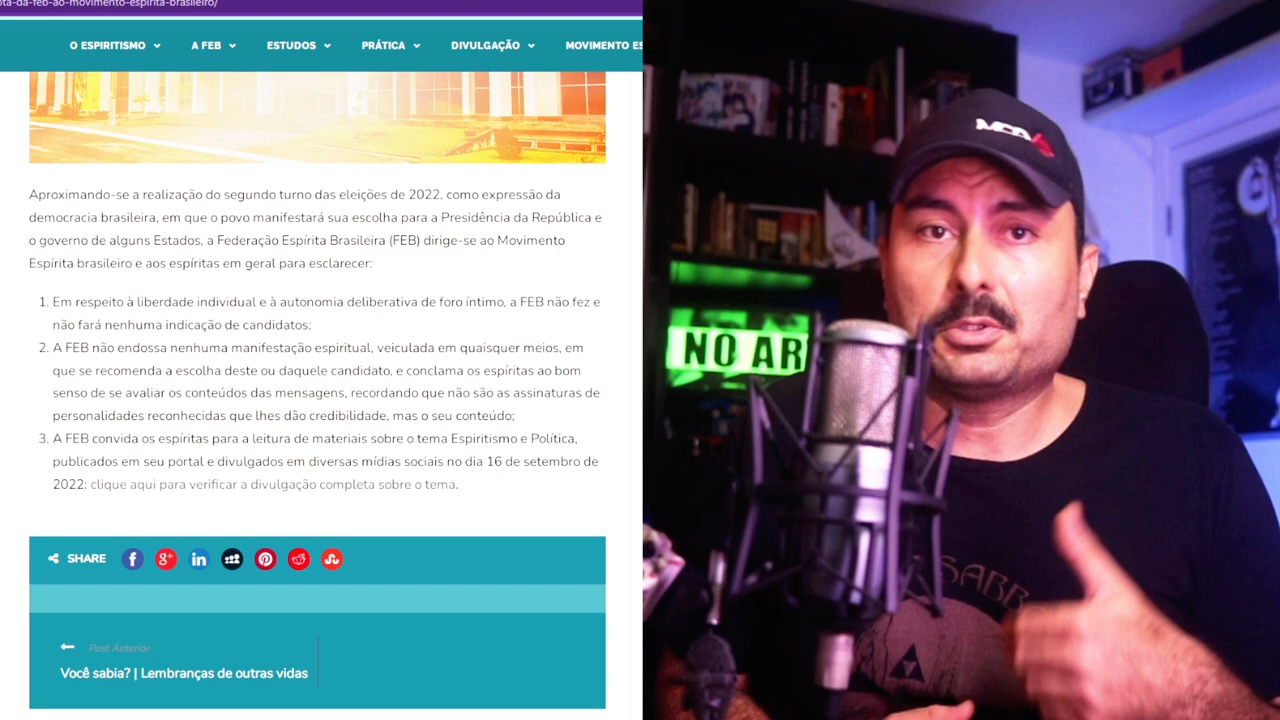 ota-da-feb-ao-movimento-espirita-brasileiro/
O ESPIRITISMO A FEB ESTUDOS PRÁTICA DIVULGAÇÃO MOVIMENTO ES
Aproximando-se a realização do segundo turno das eleições de 2022, como expressão da
democracia brasileira, em que o povo manifestará sua escolha para a Presidência da República e
o governo de alguns Estados, a Federação Espírita Brasileira (FEB) dirige-se ao Movimento
Espírita brasileiro e aos espíritas em geral para esclarecer:
1. Em respeito à liberdade individual e à autonomia deliberativa de foro íntimo, a FEB não fez e
não fará nenhuma indicação de candidatos;
2. A FEB não endossa nenhuma manifestação espiritual, veiculada em quaisquer meios, em
que se recomenda a escolha deste ou daquele candidato, e conclama os espíritas ao bom
senso de se avaliar os conteúdos das mensagens, recordando que não são as assinaturas de
personalidades reconhecidas que lhes dão credibilidade, mas o seu conteúdo;
3. A FEB convida os espíritas para a leitura de materiais sobre o tema Espiritismo e Política,
publicados em seu portal e divulgados em diversas mídias sociais no dia 16 de setembro de
2022: clique aqui para verificar a divulgação completa sobre o tema.
SHARE
Post Anterior
Você sabia? | Lembranças de outras vidas
NO AR
SABB